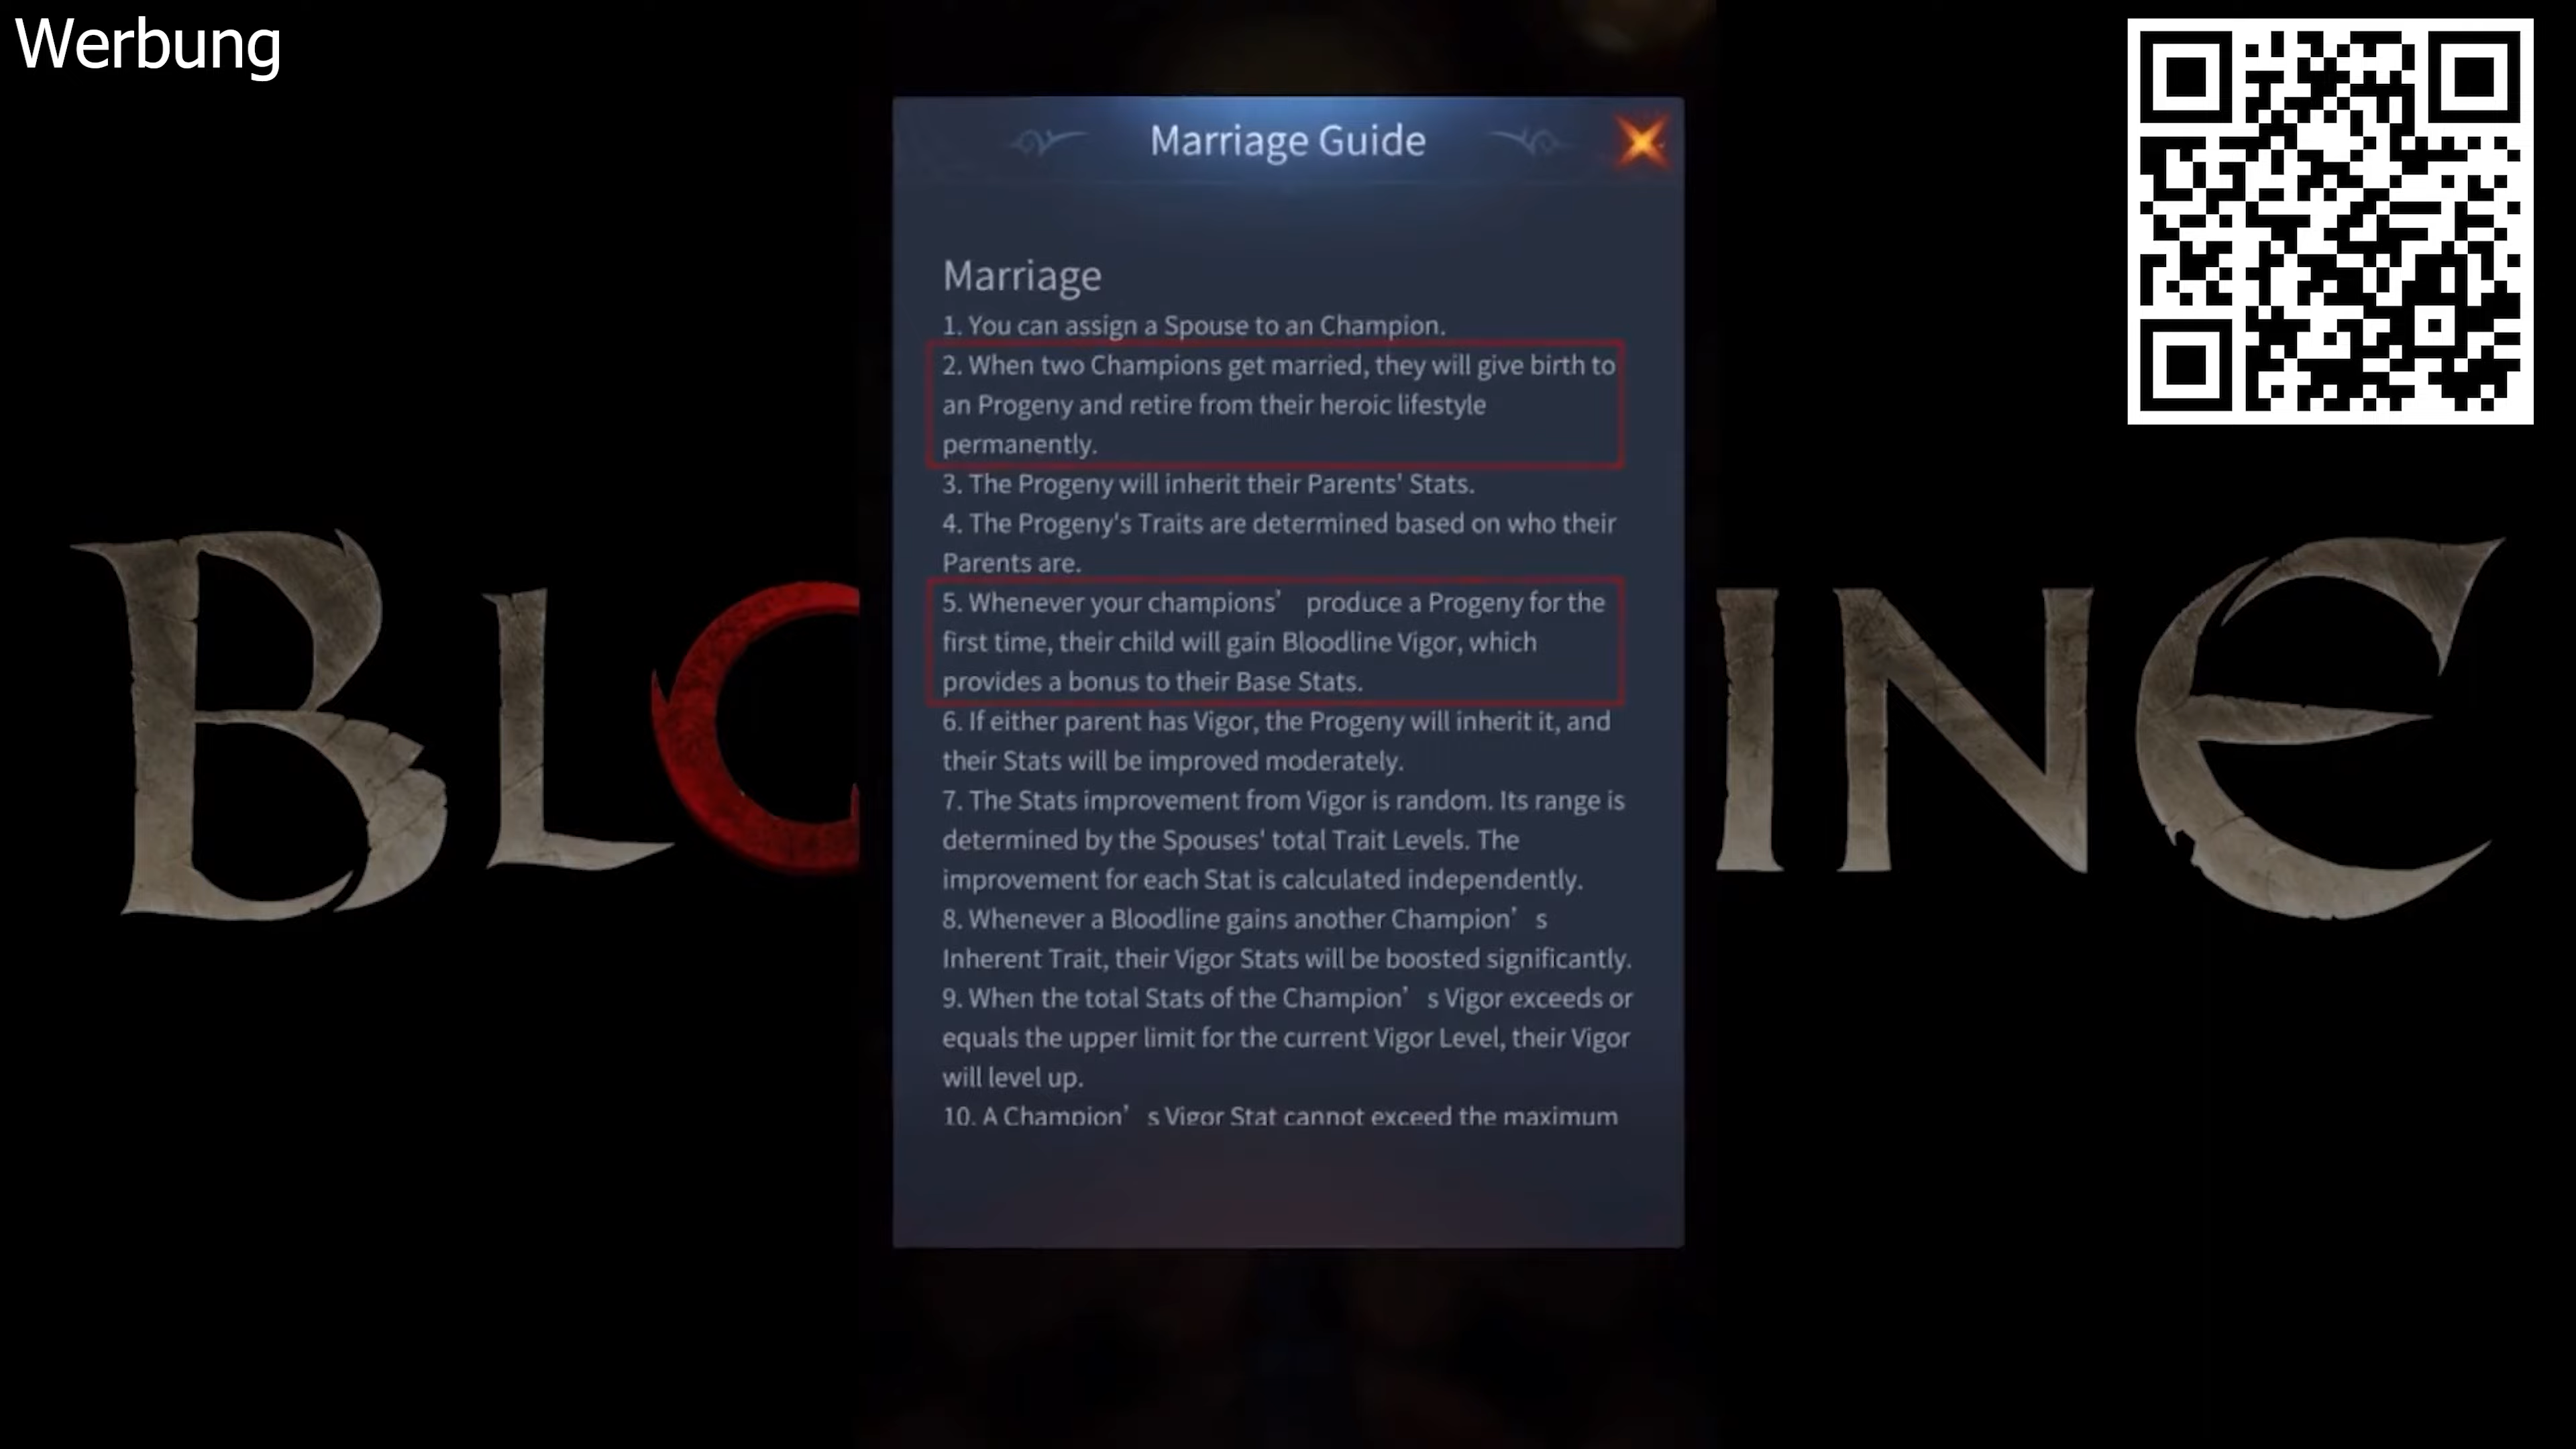 Werbung
Marriage Guide
Marriage
1. You can assign a Spouse to an Champion.
2. When two Champions get married, they will give birth to
an Progeny and retire from their heroic lifestyle
permanently.
3. The Progeny will inherit their Parents' Stats.
4. The Progeny's Traits are determined based on who their
Parents are.
5. Whenever your champions’ produce a Progeny for the
first time, their child will gain Bloodline Vigor, which
provides a bonus to their Base Stats.
6. If either parent has Vigor, the Progeny will inherit it, and
their Stats will be improved moderately.
7. The Stats improvement from Vigor is random. Its range is
determined by the Spouses' total Trait Levels. The
improvement for each Stat is calculated independently.
8. Whenever a Bloodline gains another Champion’ s
Inherent Trait, their Vigor Stats will be boosted significantly.
9. When the total Stats of the Champion’ s Vigor exceeds or
equals the upper limit for the current Vigor Level, their Vigor
will level up.
10. A Champion’ s Vigor Stat cannot exceed the maximum
BLO INE